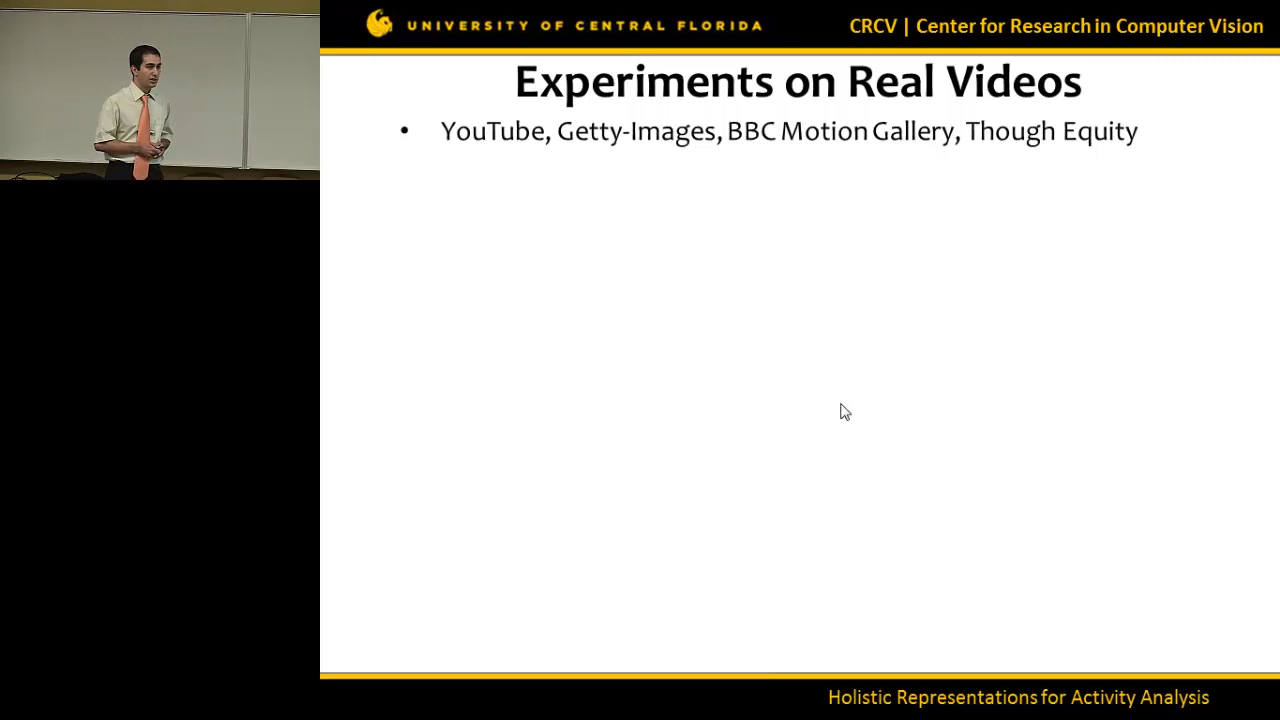 UNIVERSITY OF CENTRAL FLORIDA
CRCV | Center for Research in Computer Vision
Experiments on Real Videos
• YouTube, Getty-Images, BBC Motion Gallery, Though Equity
Holistic Representations for Activity Analysis